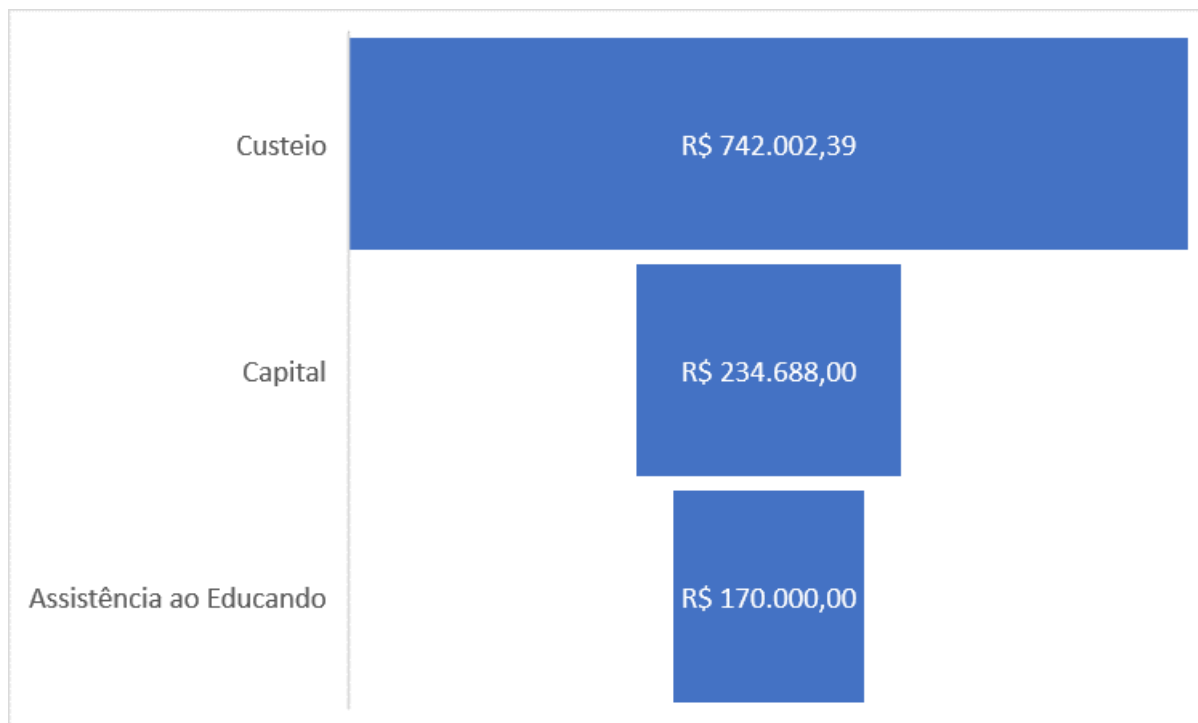 Custeio
R$ 742.002,39
Capital
R$ 234.688,00
Assistência ao Educando
R$ 170.000,00